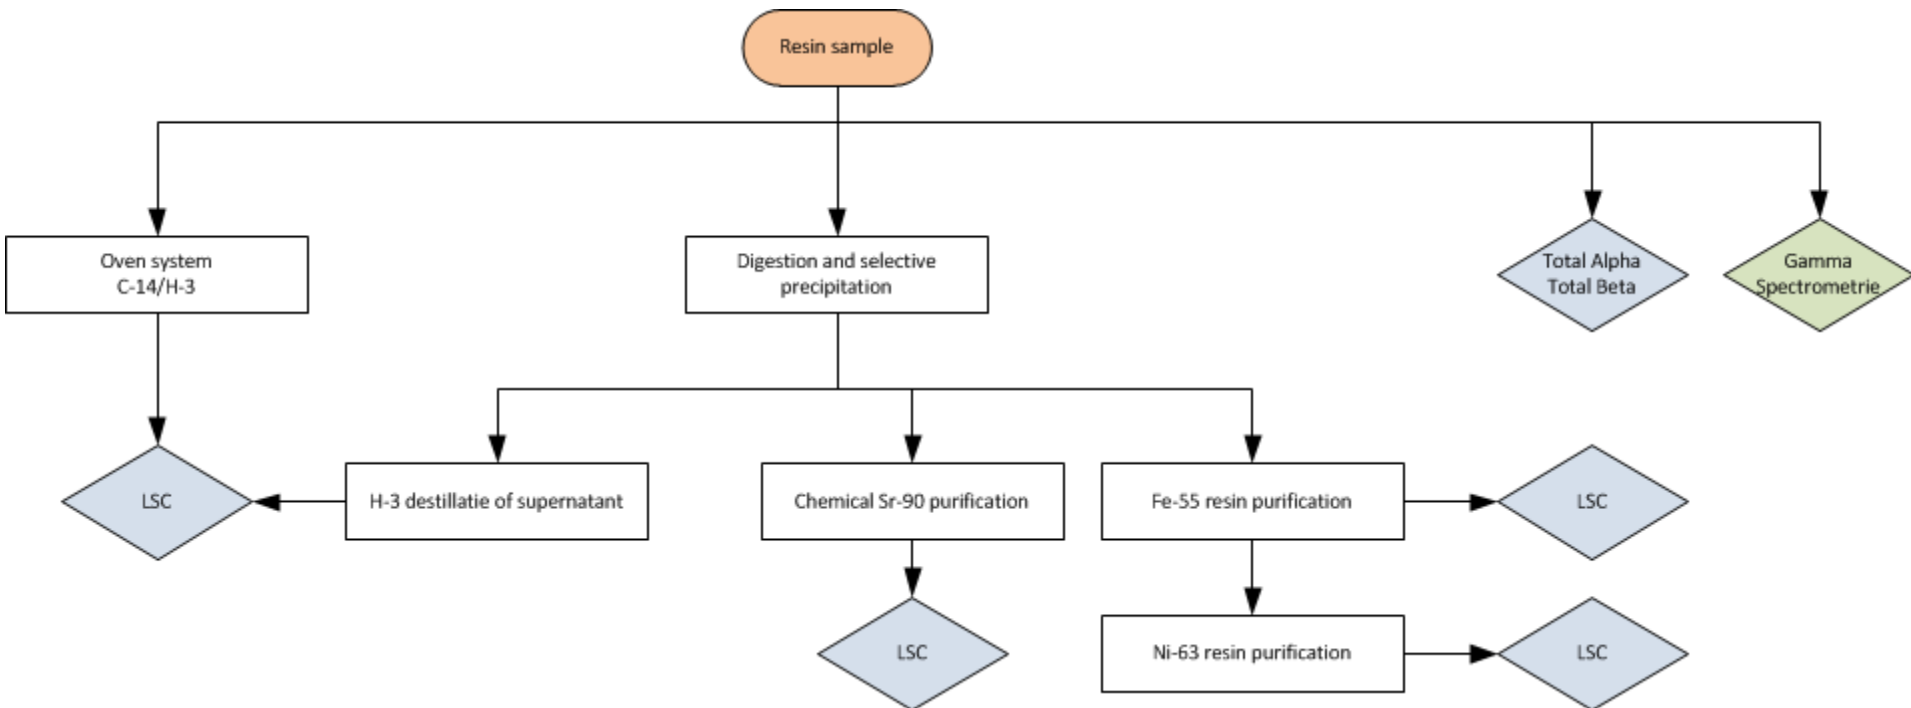 Resin sample
Oven system
C-14/H-3
Digestion and selective
precipitation
Total Alpha
Total Beta
Gamma
Spectrometrie
LSC
H-3 destillatie of supernatant
Chemical Sr-90 purification
Fe-55 resin purification
LSC
LSC
Ni-63 resin purification
LSC